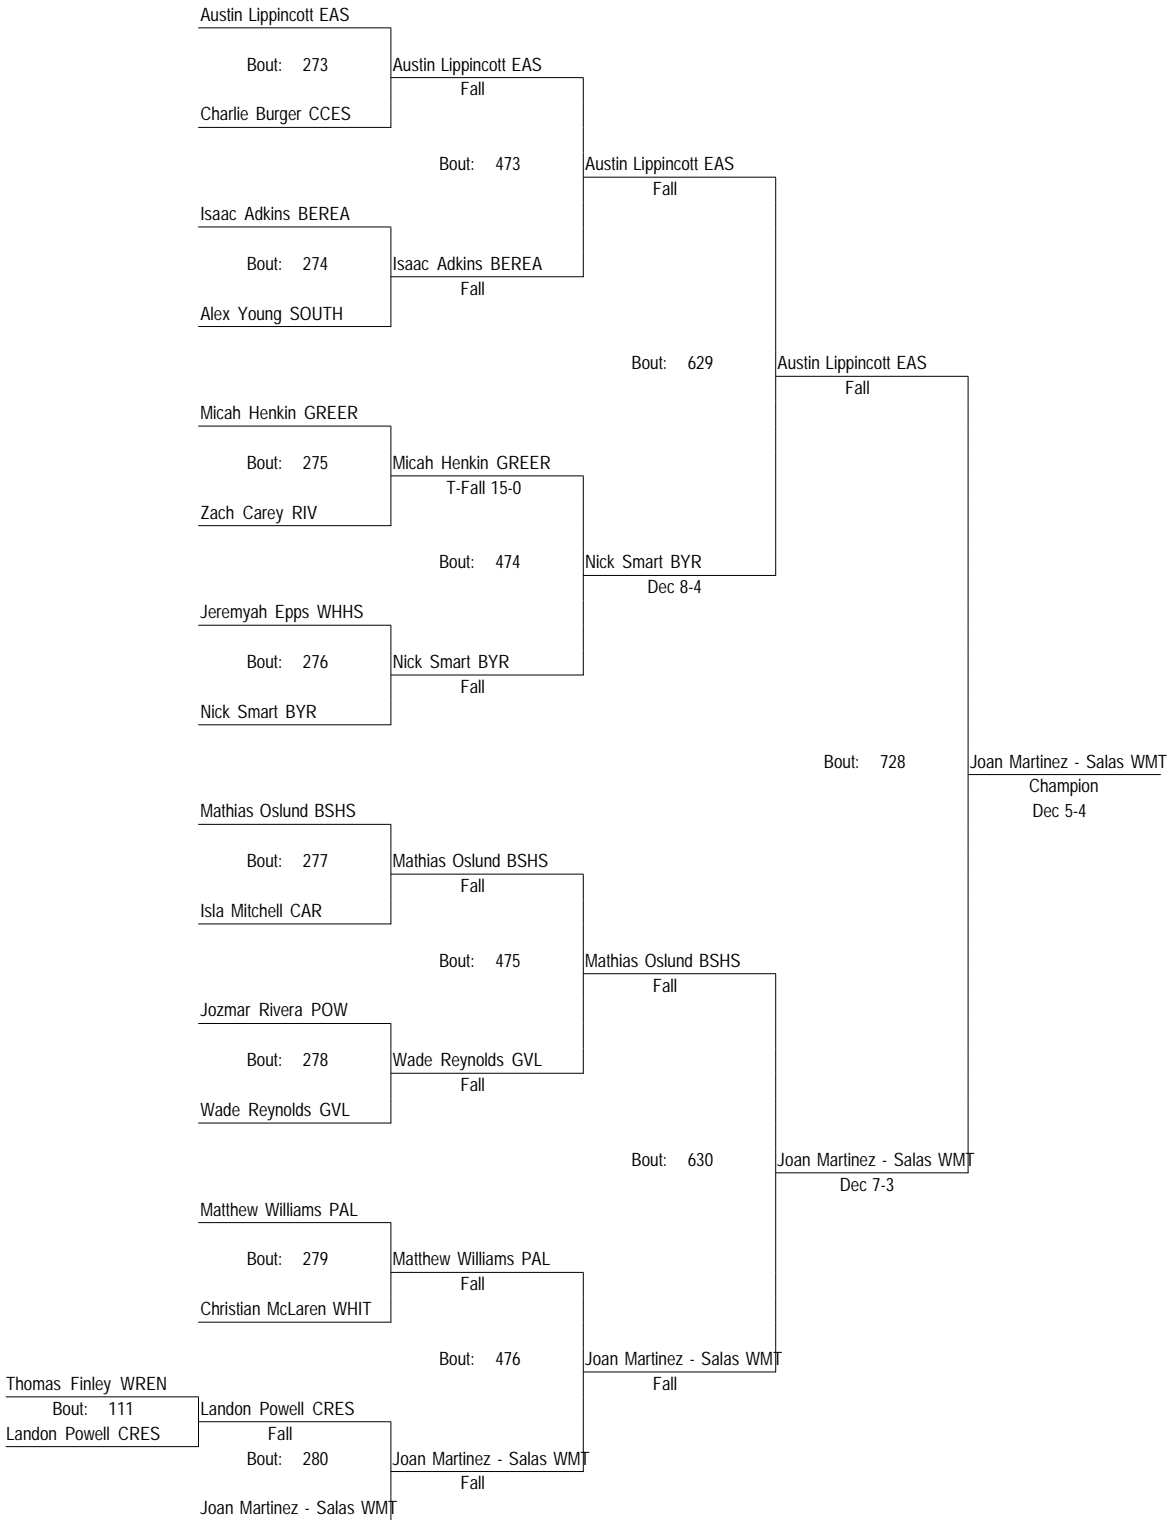 Austin Lippincott EAS
Bout: 273
Austin Lippincott EAS
Fall
Charlie Burger CCES
Bout: 473
Austin Lippincott EAS
Fall
Isaac Adkins BEREA
Bout: 274
Isaac Adkins BEREA
Fall
Alex Young SOUTH
Bout: 629
Austin Lippincott EAS
Fall
Micah Henkin GREER
Bout: 275
Micah Henkin GREER
T-Fall 15-0
Zach Carey RIV
Bout: 474
Nick Smart BYR
Dec 8-4
Jeremyah Epps WHHS
Bout: 276
Nick Smart BYR
Fall
Nick Smart BYR
Bout: 728
Joan Martinez - Salas WMT
Champion
Dec 5-4
Mathias Oslund BSHS
Bout: 277
Mathias Oslund BSHS
Fall
Isla Mitchell CAR
Bout: 475
Mathias Oslund BSHS
Fall
Jozmar Rivera POW
Bout: 278
Wade Reynolds GVL
Fall
Wade Reynolds GVL
Bout: 630
Joan Martinez - Salas WMT
Dec 7-3
Matthew Williams PAL
Bout: 279
Matthew Williams PAL
Fall
Christian McLaren WHIT
Bout: 476
Joan Martinez - Salas WMT
Fall
Thomas Finley WREN
Bout: 111
Landon Powell CRES
Landon Powell CRES
Fall
Bout: 280
Joan Martinez - Salas WMT
Fall
Joan Martinez - Salas WMT